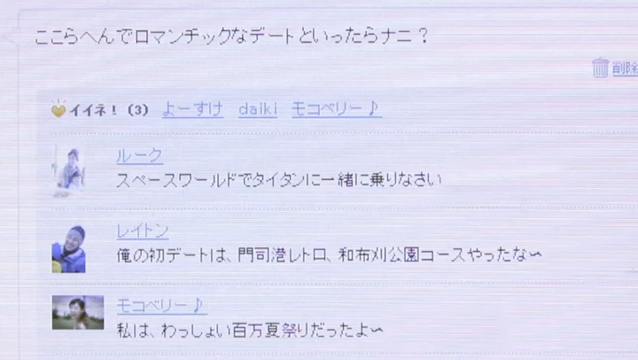 ここらへんでロマンチックなデートといったらナニ？
削除
イイネ！(3) よーすけ daiki モコベリー♪
ルーク
スペースワールドでタイタンに一緒に乗りなさい
レイトン
俺の初デートは、門司港レトロ、和布刈公園コースやったな〜
モコベリー♪
私は、わっしょい百万夏祭りだったよ〜